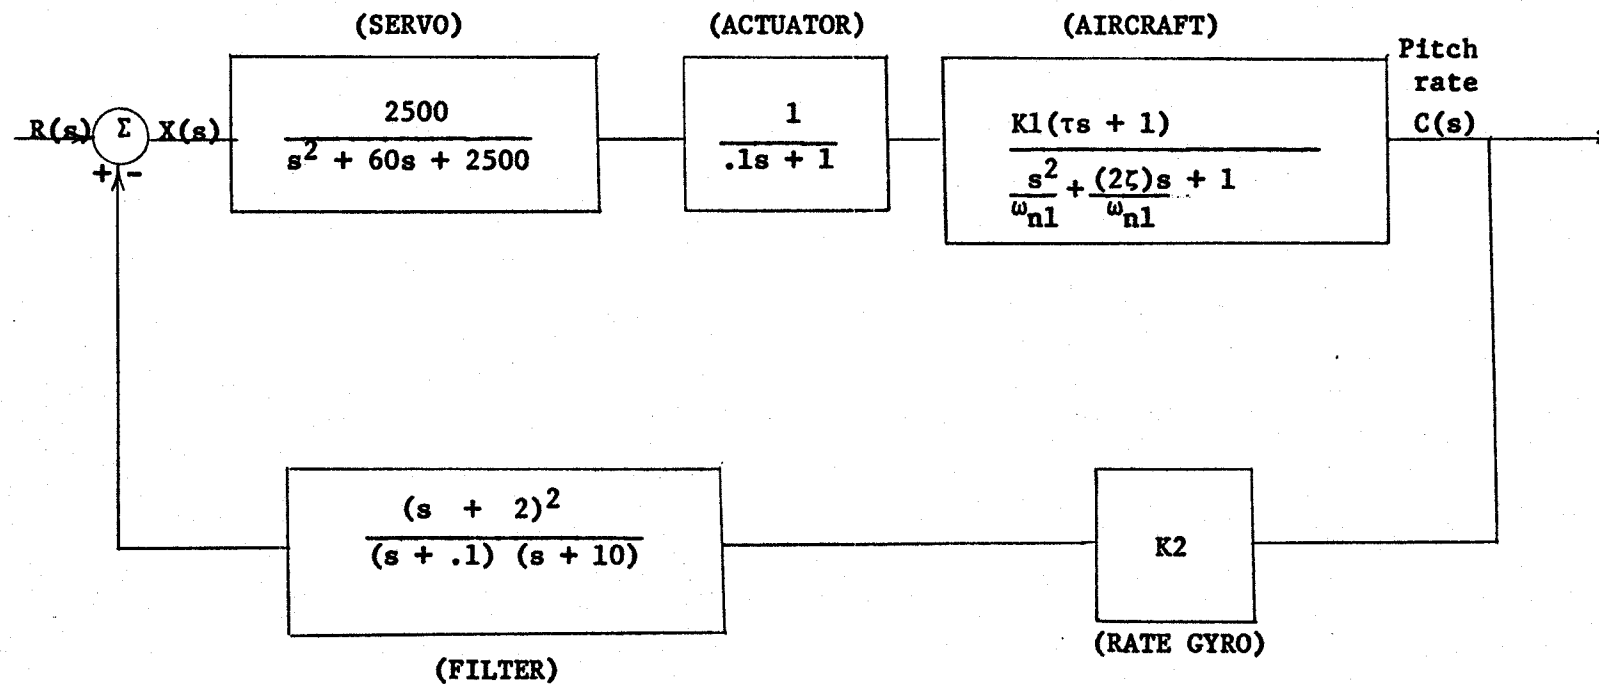 (SERVO)
(ACTUATOR)
(AIRCRAFT)
Pitch
rate
C(s)
R(s)
Σ
X(s)
+ -
2500
s² + 60s + 2500
1
.1s + 1
K1(τs + 1)
s²/ωn1 + (2ζ)s/ωn1 + 1
(s + 2)²
(s + .1) (s + 10)
(FILTER)
K2
(RATE GYRO)